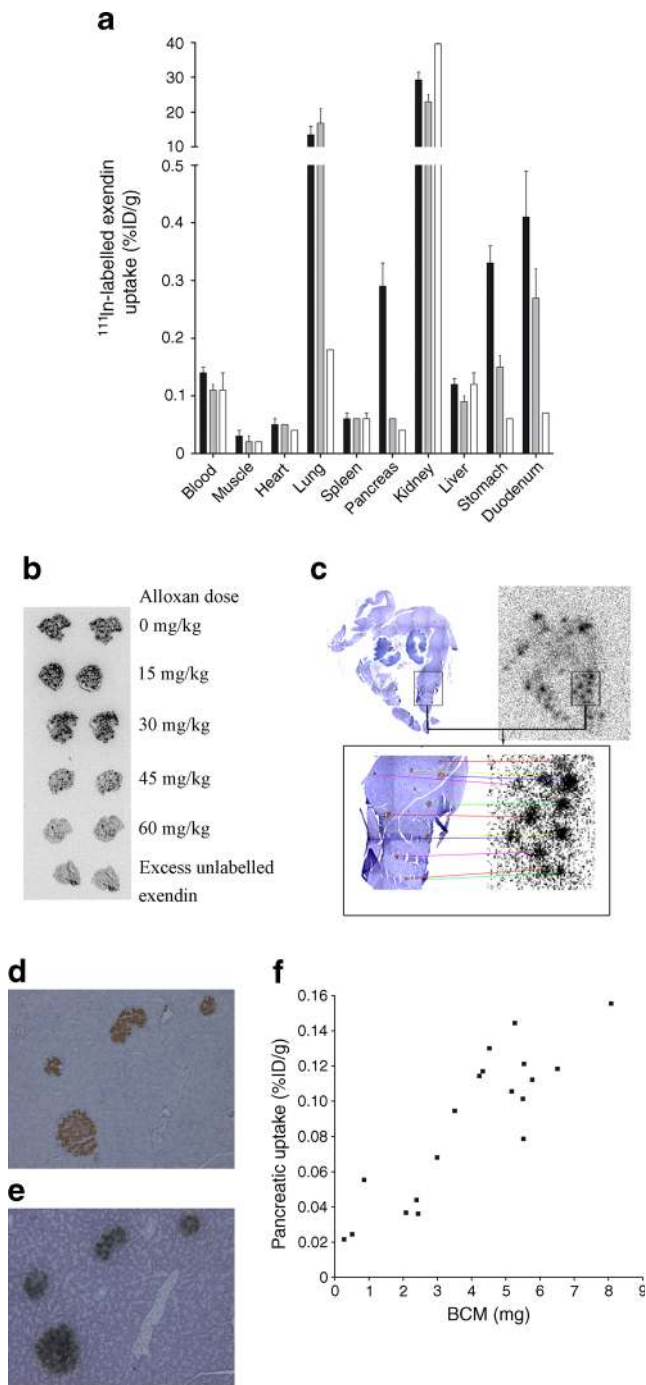 a
40
30
20
10
0.5
0.4
0.3
0.2
0.1
0
¹¹¹In-labelled exendin
uptake (%ID/g)
Blood
Muscle
Heart
Lung
Spleen
Pancreas
Kidney
Liver
Stomach
Duodenum
b
Alloxan dose
0 mg/kg
15 mg/kg
30 mg/kg
45 mg/kg
60 mg/kg
Excess unlabelled
exendin
c
d
e
f
0.16
0.14
0.12
0.10
0.08
0.06
0.04
0.02
0
Pancreatic uptake (%ID/g)
0 1 2 3 4 5 6 7 8 9
BCM (mg)